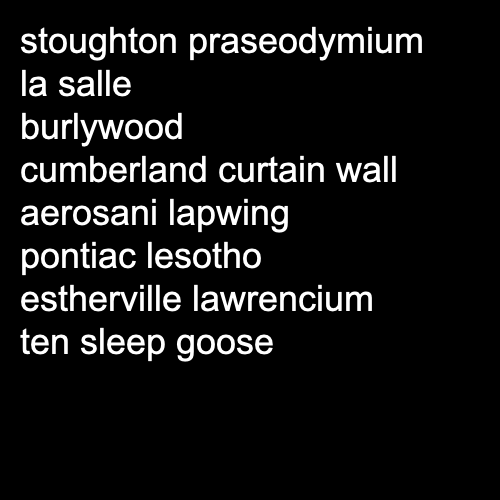 stoughton praseodymium
la salle
burlywood
cumberland curtain wall
aerosani lapwing
pontiac lesotho
estherville lawrencium
ten sleep goose